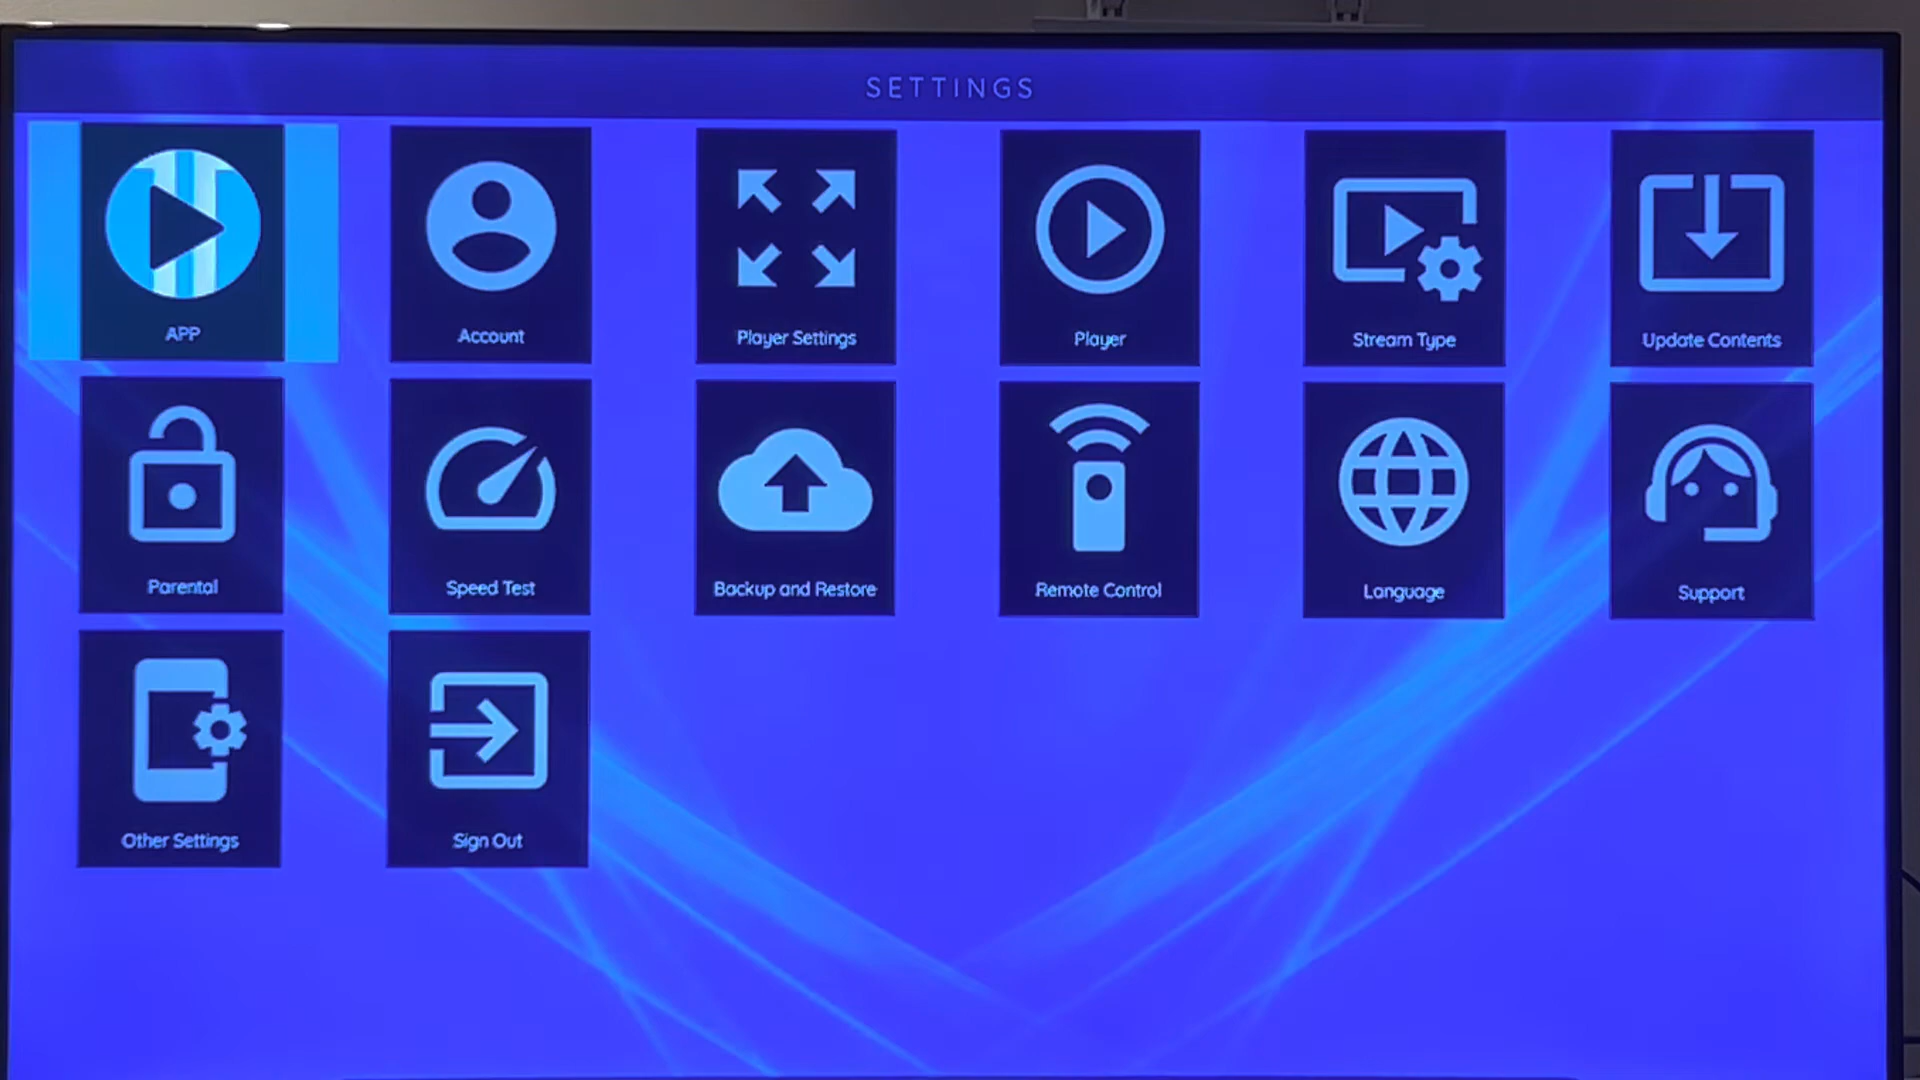 SETTINGS
APP
Account
Player Settings
Player
Stream Type
Update Contents
Parental
Speed Test
Backup and Restore
Remote Control
Language
Support
Other Settings
Sign Out